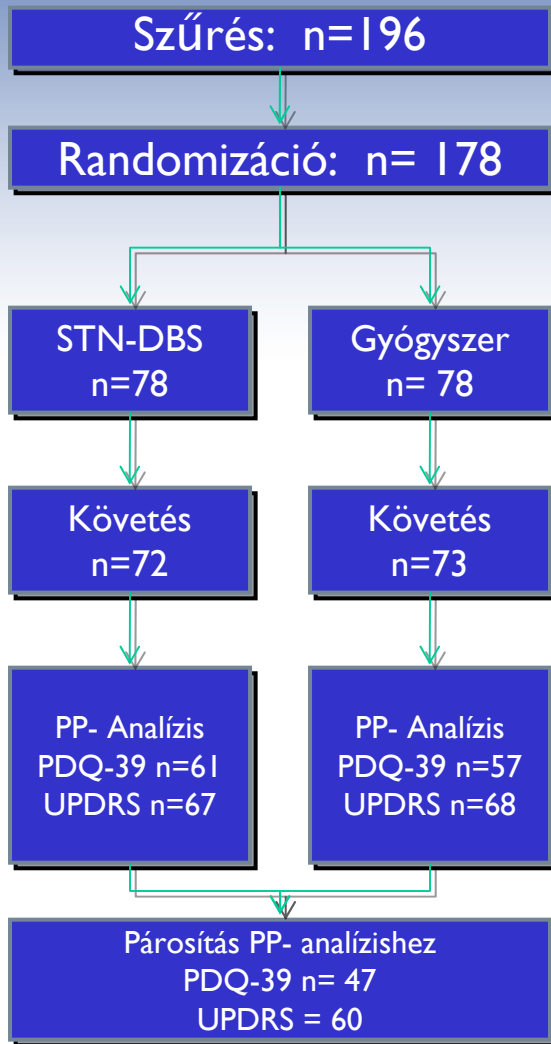 Szűrés: n=196
Randomizáció: n= 178
STN-DBS
n=78
Gyógyszer
n= 78
Követés
n=72
Követés
n=73
PP- Analízis
PDQ-39 n=61
UPDRS n=67
PP- Analízis
PDQ-39 n=57
UPDRS n=68
Párosítás PP- analízishez
PDQ-39 n= 47
UPDRS = 60